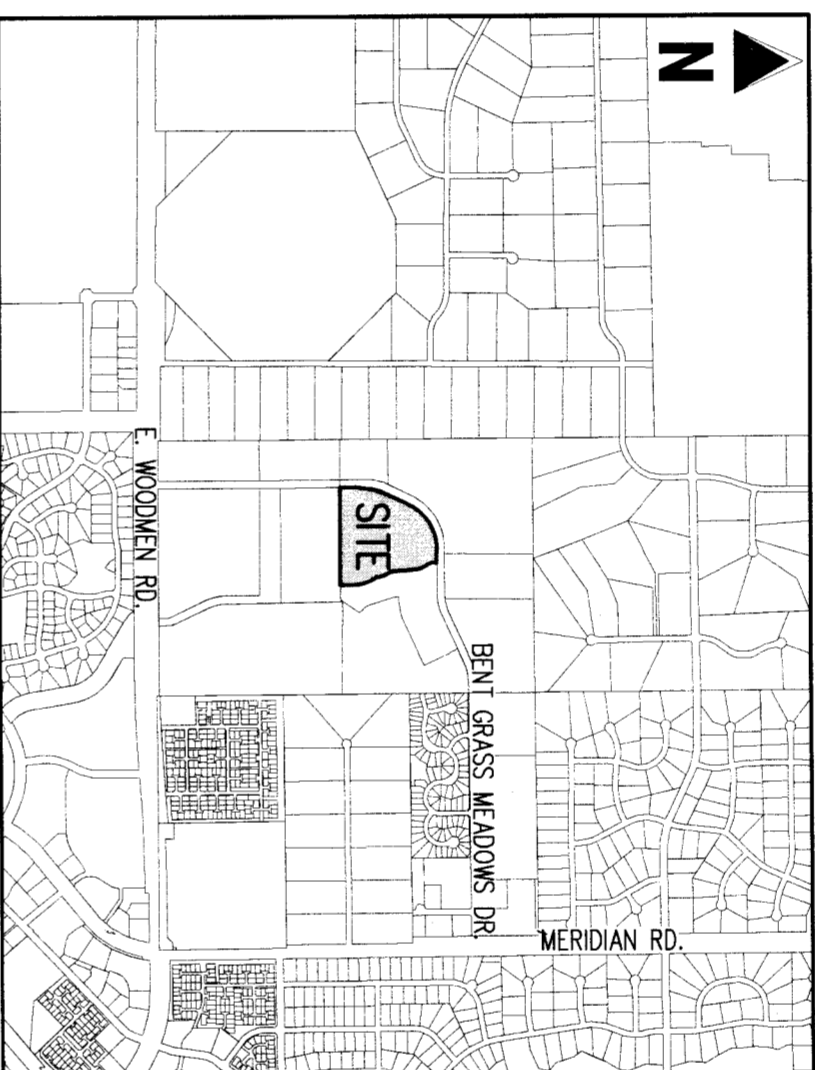 N
SITE
E. WOODMEN RD.
BENT GRASS MEADOWS DR.
MERIDIAN RD.